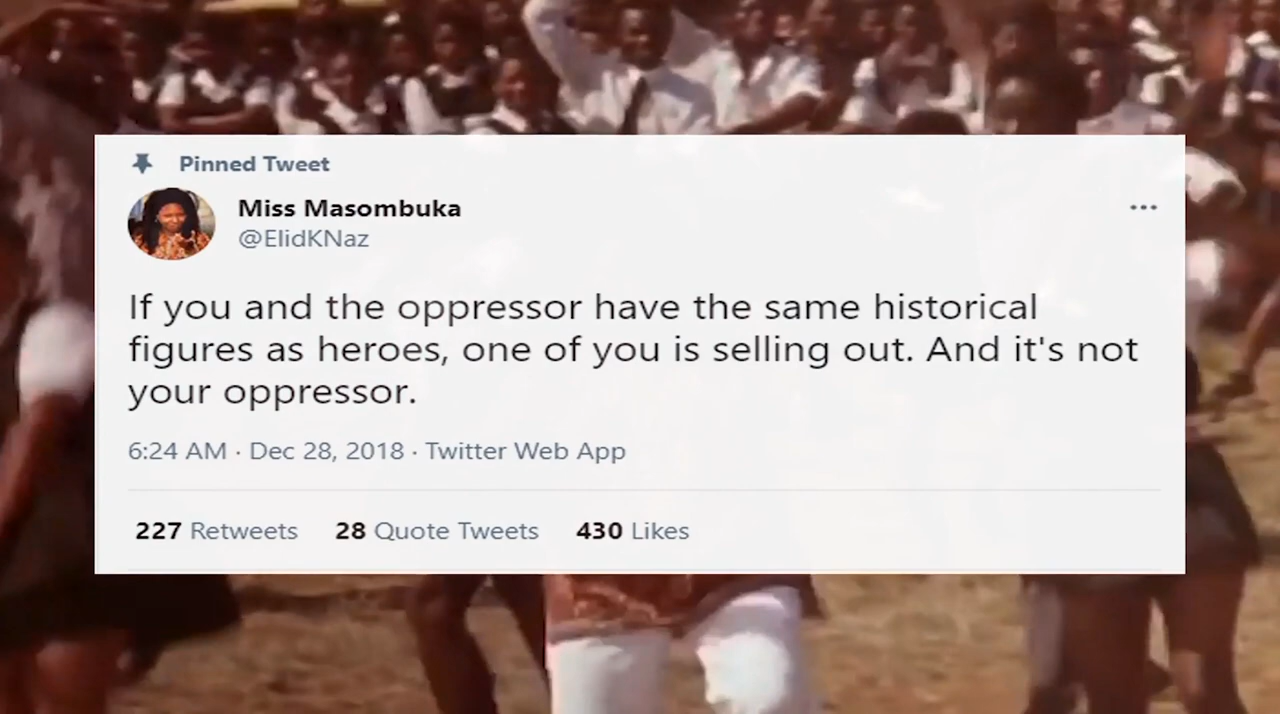 Pinned Tweet
Miss Masombuka
@ElidKNaz
If you and the oppressor have the same historical
figures as heroes, one of you is selling out. And it's not
your oppressor.
6:24 AM · Dec 28, 2018 · Twitter Web App
227 Retweets 28 Quote Tweets 430 Likes